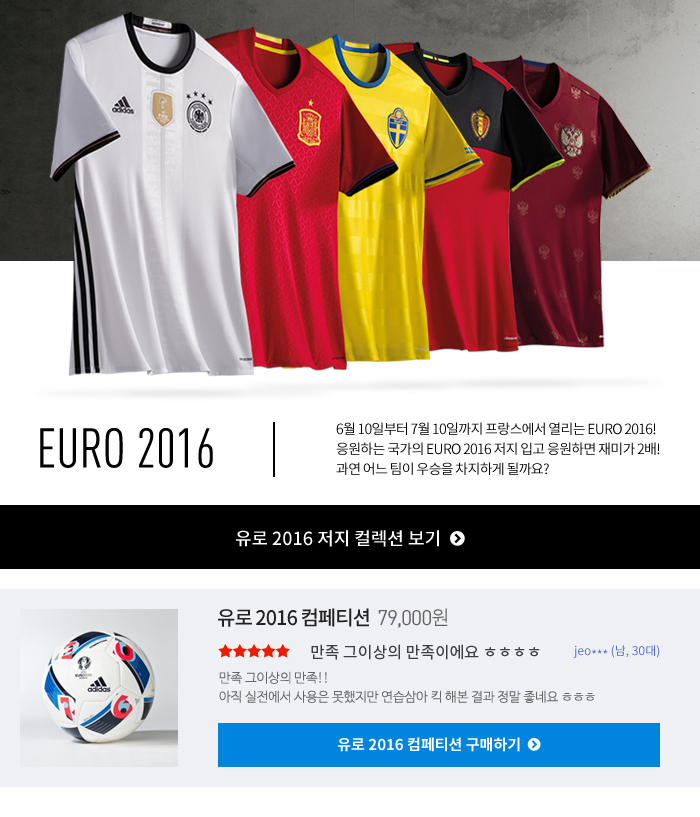 adidas
EURO 2016
6월 10일부터 7월 10일까지 프랑스에서 열리는 EURO 2016!
응원하는 국가의 EURO 2016 저지 입고 응원하면 재미가 2배!
과연 어느 팀이 우승을 차지하게 될까요?
유로 2016 저지 컬렉션 보기
유로 2016 컴페티션 79,000원
만족 그이상의 만족이에요 ㅎㅎㅎㅎ jeo*** (남, 30대)
만족 그이상의 만족!!
아직 실전에서 사용은 못했지만 연습삼아 킥 해본 결과 정말 좋네요 ㅎㅎㅎ
adidas
유로 2016 컴페티션 구매하기